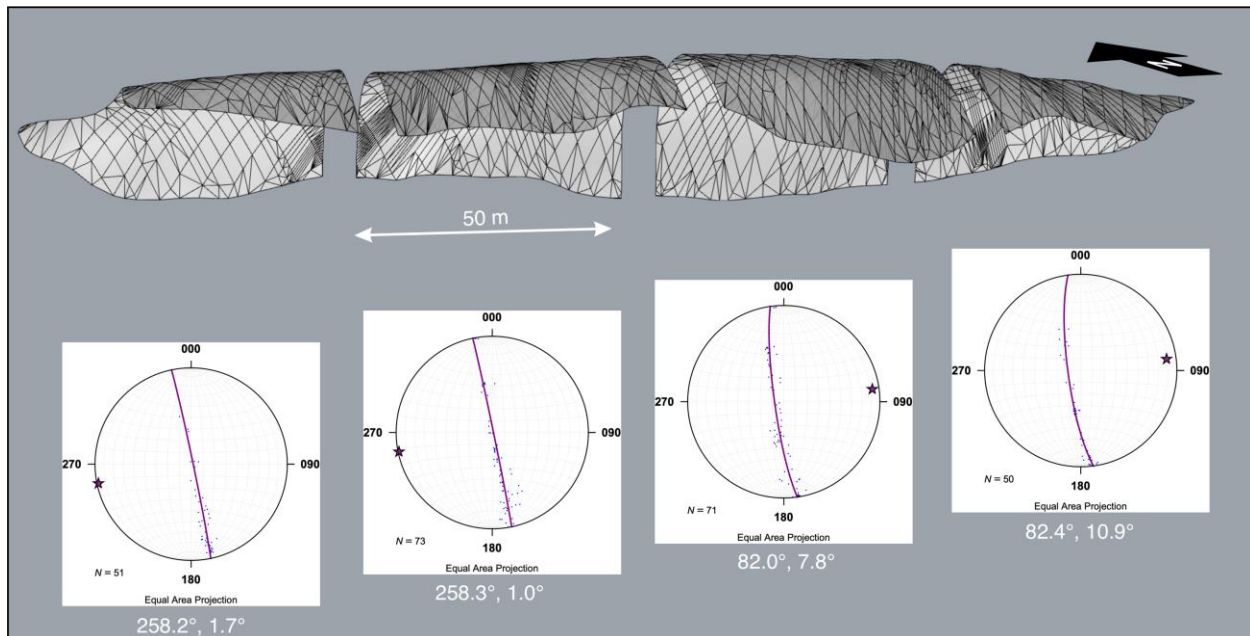 N
50 m
000
270
090
180
N = 51
Equal Area Projection
258.2°, 1.7°
000
270
090
180
N = 73
Equal Area Projection
258.3°, 1.0°
000
270
090
180
N = 71
Equal Area Projection
82.0°, 7.8°
000
270
090
180
N = 50
Equal Area Projection
82.4°, 10.9°